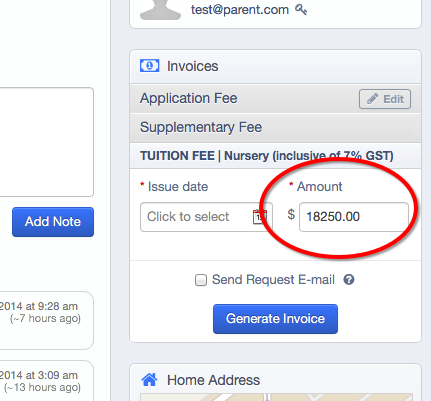 test@parent.com
Invoices
Application Fee
Edit
Supplementary Fee
TUITION FEE | Nursery (inclusive of 7% GST)
* Issue date
* Amount
Click to select
$ 18250.00
Add Note
Send Request E-mail ?
Generate Invoice
2014 at 9:28 am
(~7 hours ago)
2014 at 3:09 am
(~13 hours ago)
Home Address